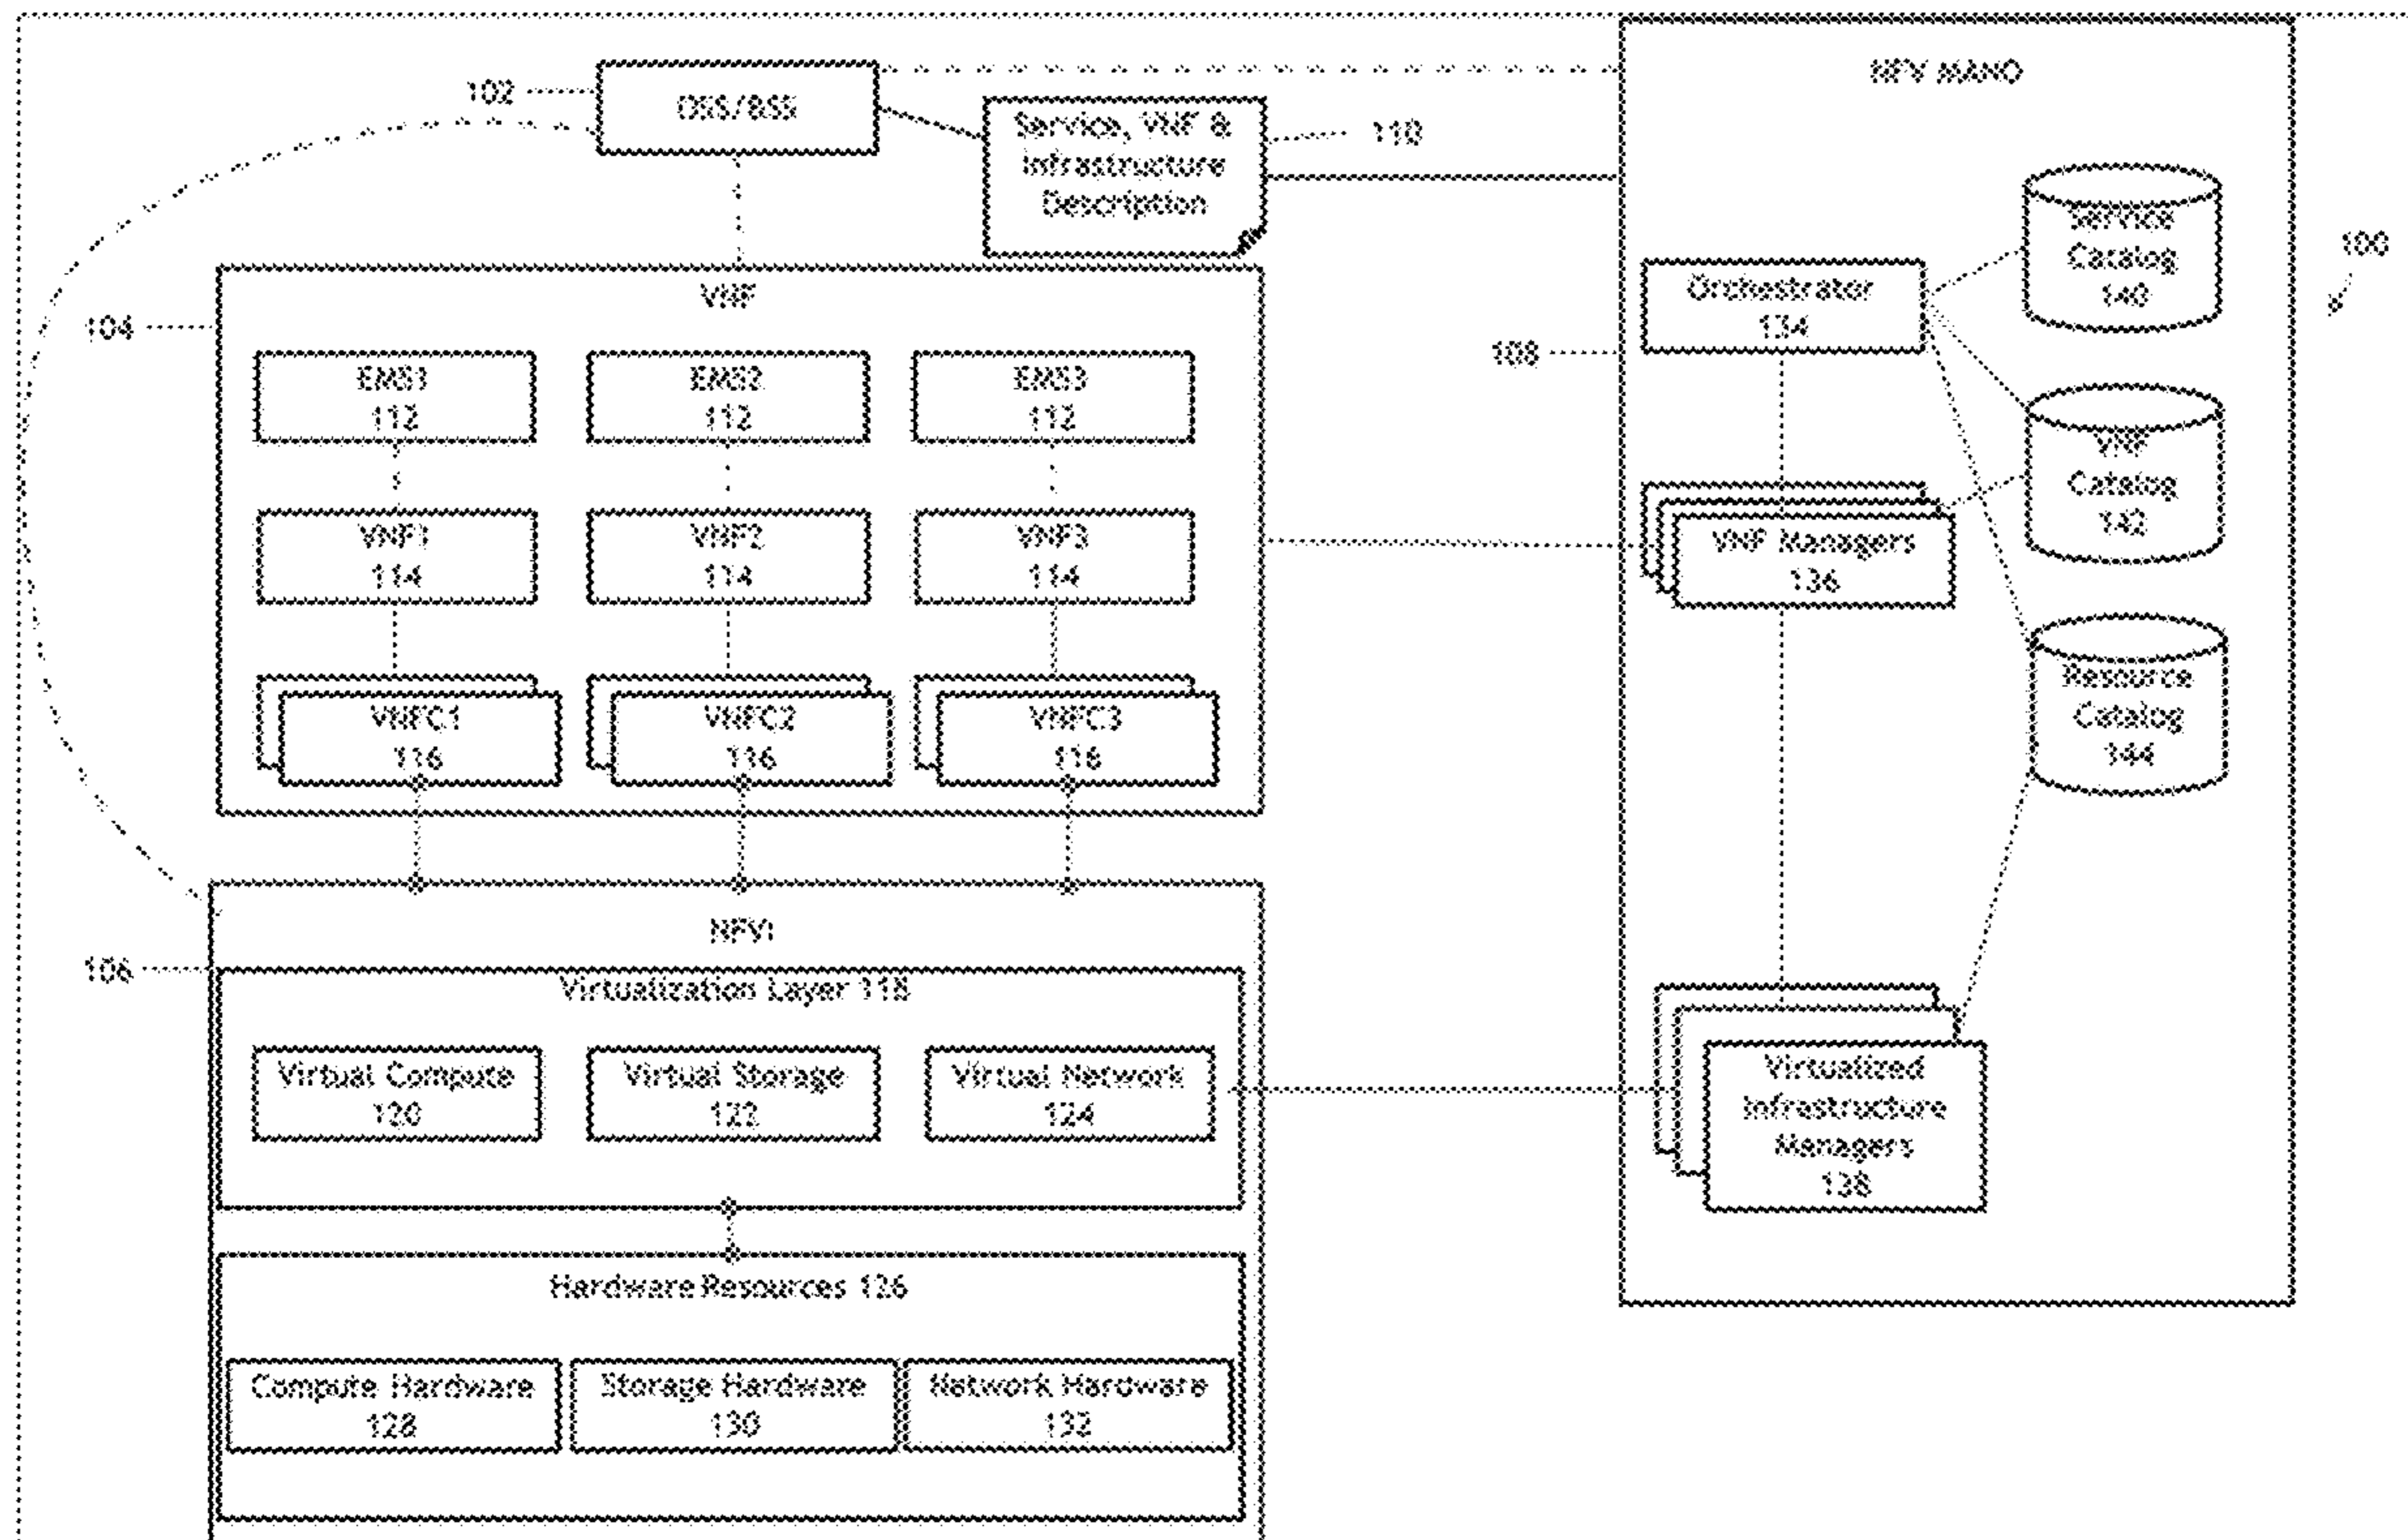 NFV MANO
102
OSS/BSS
Service, VNF &
Infrastructure
Description
110
100
VNF
104
EMS1
112
EMS2
112
EMS3
112
VNF1
114
VNF2
114
VNF3
114
VNFC1
116
VNFC2
116
VNFC3
116
108
Orchestrator
134
Service
Catalog
140
VNF
Catalog
142
VNF Managers
136
Resource
Catalog
144
Virtualized
Infrastructure
Managers
138
NFVI
106
Virtualization Layer 118
Virtual Compute
120
Virtual Storage
122
Virtual Network
124
Hardware Resources 126
Compute Hardware
128
Storage Hardware
130
Network Hardware
132